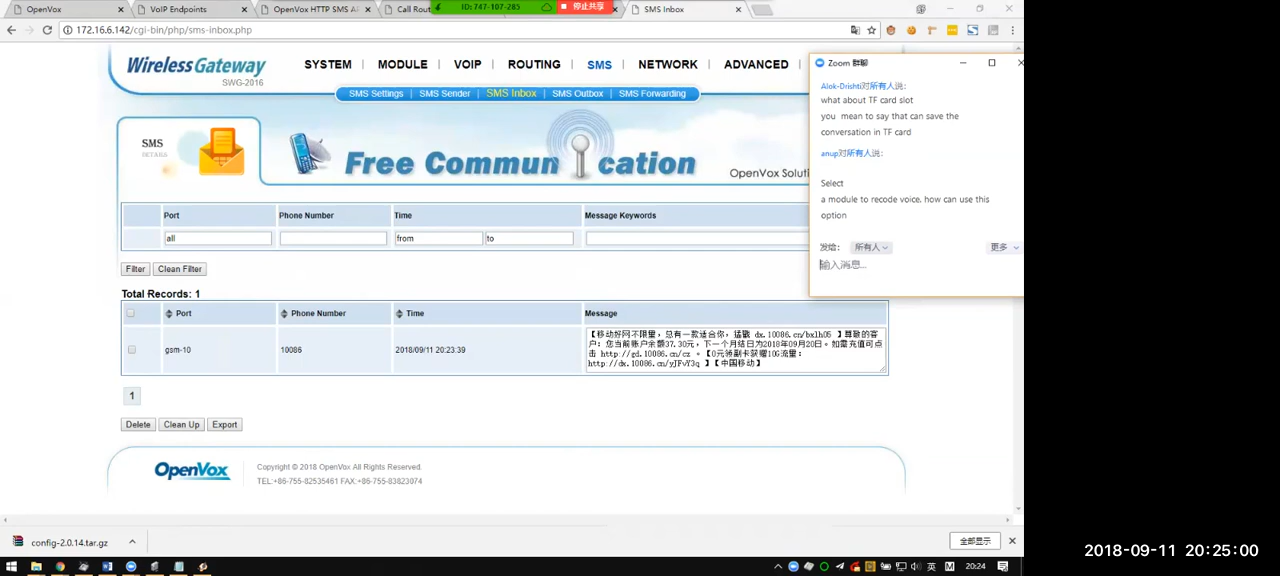 OpenVox
VoIP Endpoints
OpenVox HTTP SMS A
Call Rout
ID: 747-107-285
停止共享
SMS Inbox
172.16.6.142/cgi-bin/php/sms-inbox.php
Wireless Gateway
SWG-2016
SYSTEM | MODULE | VOIP | ROUTING | SMS | NETWORK | ADVANCED |
SMS Settings | SMS Sender | SMS Inbox | SMS Outbox | SMS Forwarding
SMS
DETAILS
Free Commun ication
OpenVox Soluti
Zoom 群聊
Alok-Drishti对所有人说:
what about TF card slot
you mean to say that can save the
conversation in TF card
anup对所有人说:
Select
a module to recode voice. how can use this
option
发给: 所有人
更多
输入消息...
Port
Phone Number
Time
Message Keywords
all
from
to
Filter
Clean Filter
Total Records: 1
Port
Phone Number
Time
Message
gsm-10
10086
2018/09/11 20:23:39
【移动好网不限量,总有一款适合你,猛戳 dx.10086.cn/bxlh05 】尊敬的客
户:您当前账户余额37.30元,下一个月结日为2018年09月20日。如需充值可点
击 http://gd.10086.cn/cz 。【0元领副卡获赠10G流量:
http://dx.10086.cn/yJFvY3q 】【中国移动】
1
Delete
Clean Up
Export
OpenVox
Copyright © 2018 OpenVox All Rights Reserved.
TEL:+86-755-82535461 FAX:+86-755-83823074
config-2.0.14.tar.gz
全部显示
英
M
20:24
2018-09-11 20:25:00